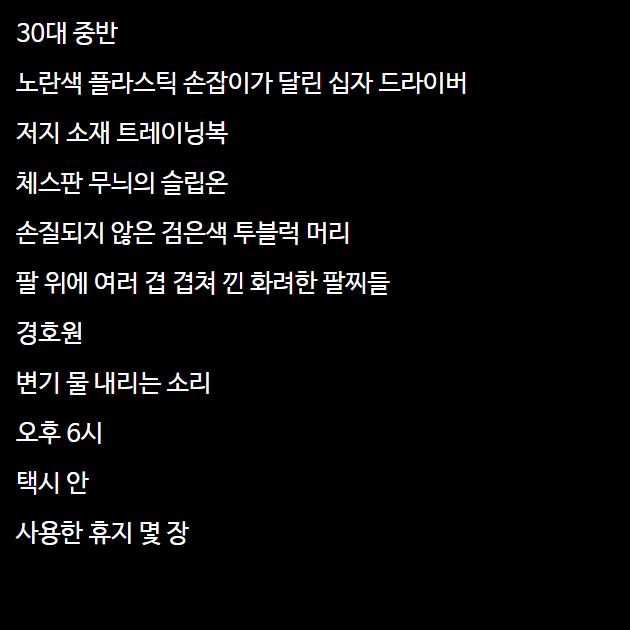 30대 중반
노란색 플라스틱 손잡이가 달린 십자 드라이버
저지 소재 트레이닝복
체스판 무늬의 슬립온
손질되지 않은 검은색 투블럭 머리
팔 위에 여러 겹 겹쳐 낀 화려한 팔찌들
경호원
변기 물 내리는 소리
오후 6시
택시 안
사용한 휴지 몇 장